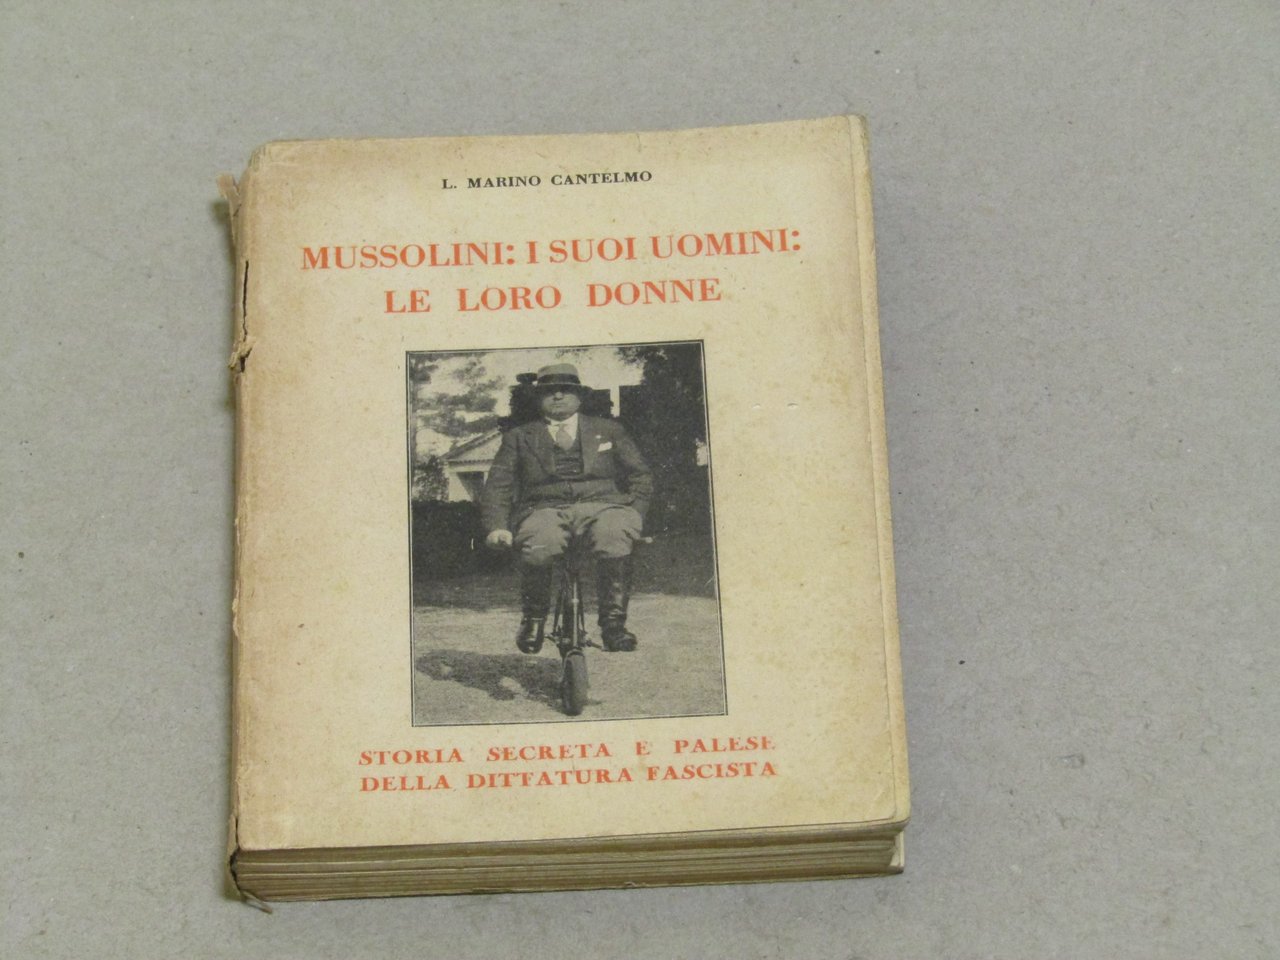 L. MARINO CANTELMO
MUSSOLINI: I SUOI UOMINI:
LE LORO DONNE
STORIA SECRETA E PALESE
DELLA DITTATURA FASCISTA